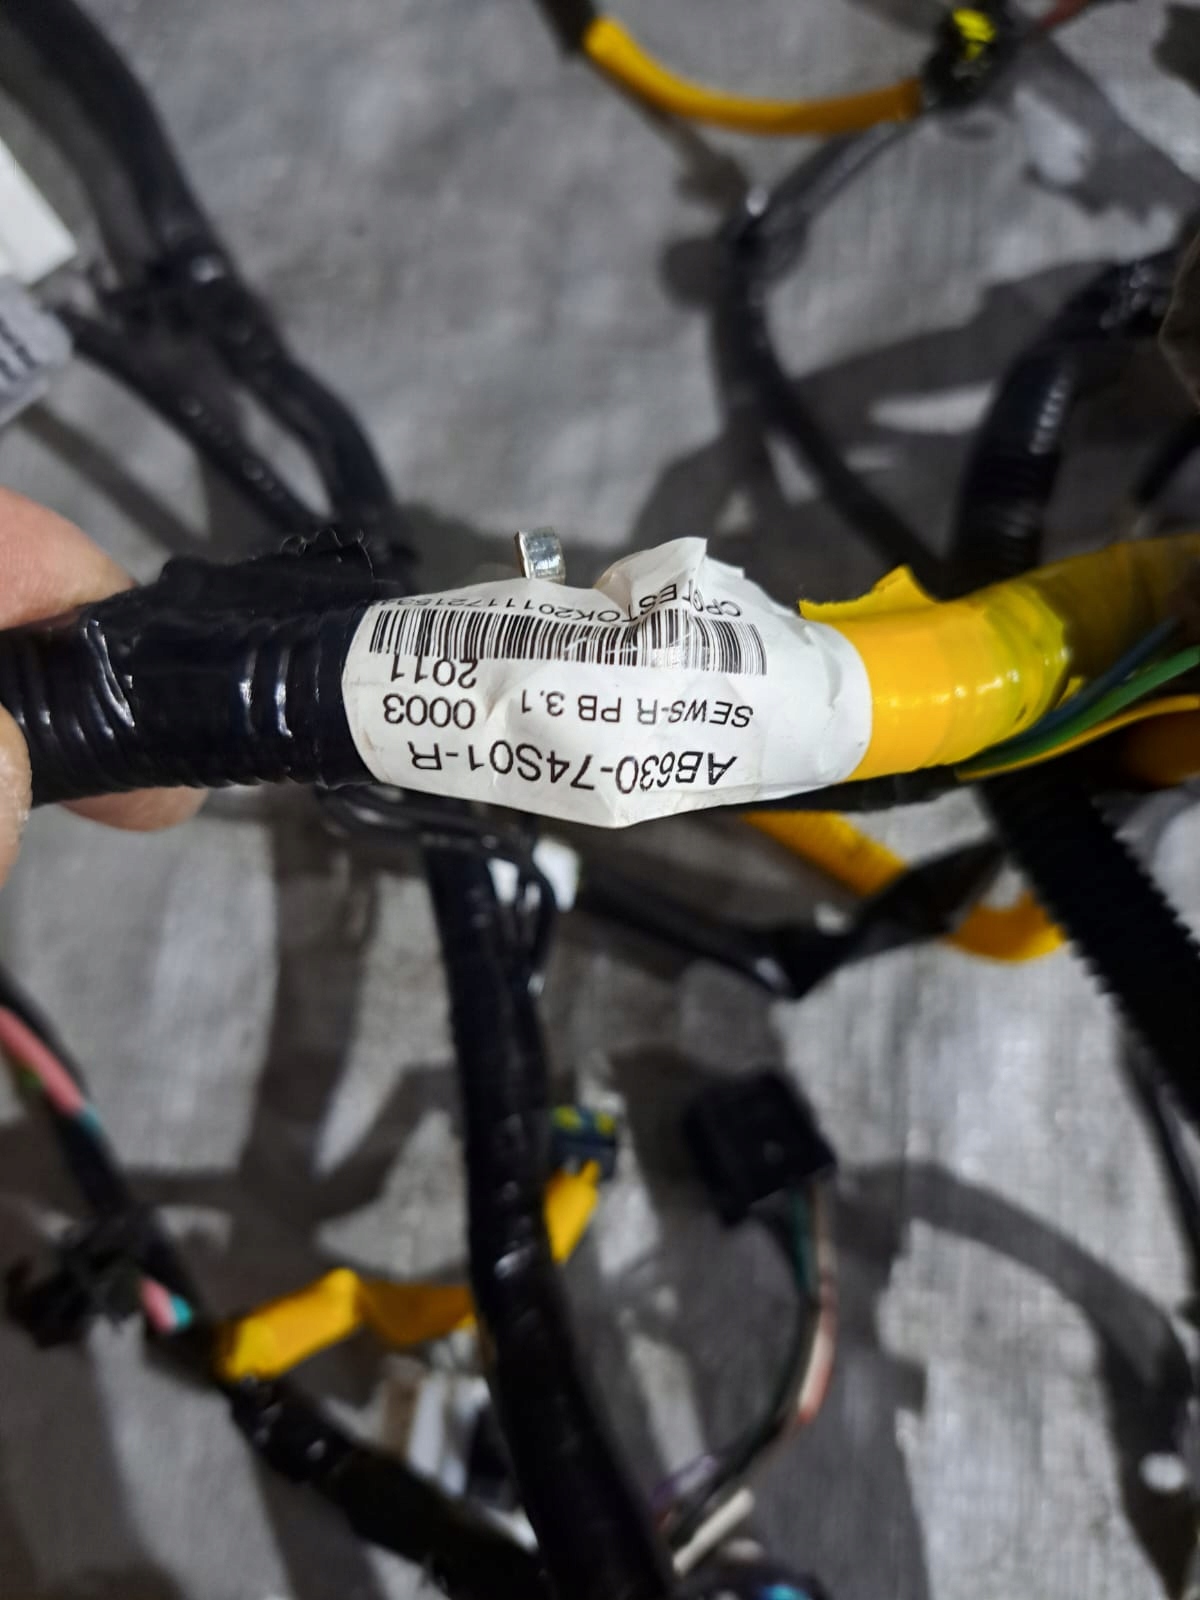 AB630-74S01-R
SEWS-R PB 3.1 0003
2011